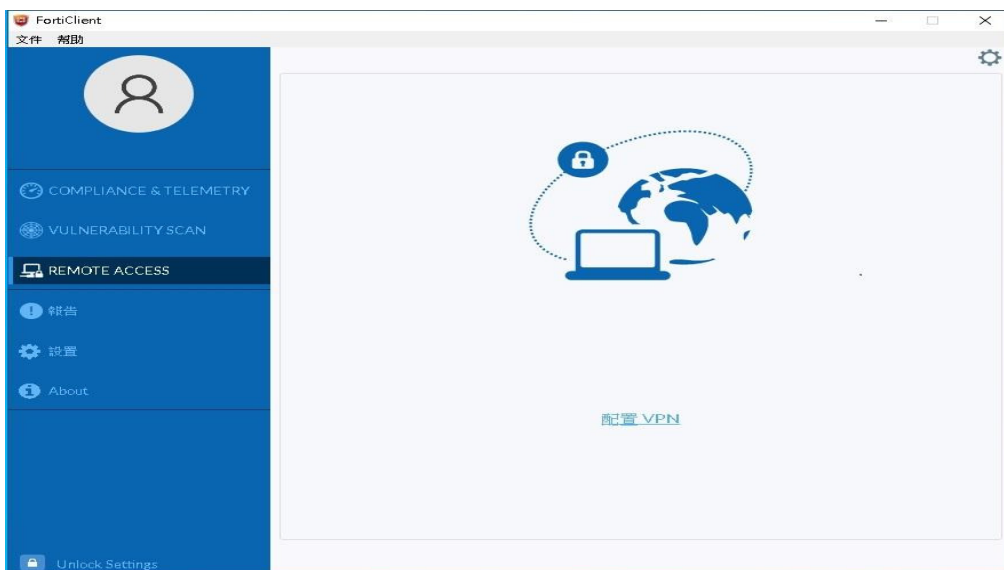 FortiClient
文件 幫助
COMPLIANCE & TELEMETRY
VULNERABILITY SCAN
REMOTE ACCESS
報告
設置
About
Unlock Settings
配置 VPN